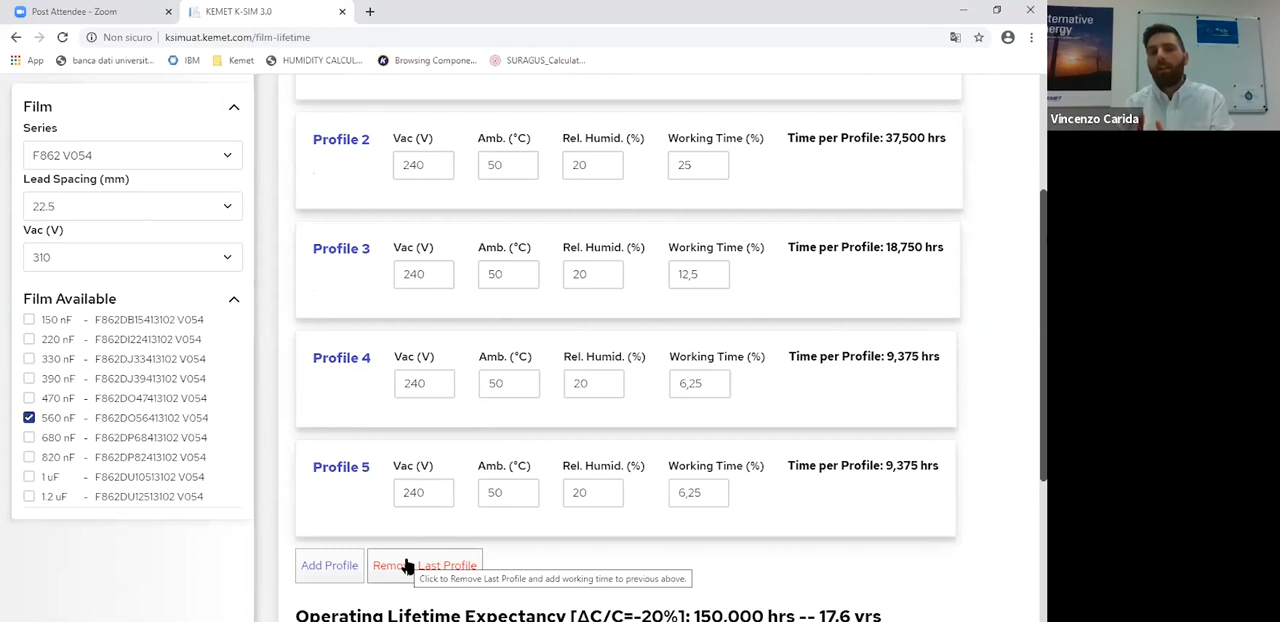 Post Attendee - Zoom
KEMET K-SIM 3.0
Non sicuro
ksimuat.kemet.com/film-lifetime
App
banca dati universit...
IBM
Kemet
HUMIDITY CALCUL...
Browsing Compone...
SURAGUS_Calculat...
ternative
ergy
Vincenzo Carida
Film
Series
F862 V054
Lead Spacing (mm)
22.5
Vac (V)
310
Film Available
150 nF - F862DB15413102 V054
220 nF - F862DI22413102 V054
330 nF - F862DJ33413102 V054
390 nF - F862DJ39413102 V054
470 nF - F862DO47413102 V054
560 nF - F862DO56413102 V054
680 nF - F862DP68413102 V054
820 nF - F862DP82413102 V054
1 uF - F862DU10513102 V054
1.2 uF - F862DU12513102 V054
Profile 2 Vac (V) Amb. (°C) Rel. Humid. (%) Working Time (%) Time per Profile: 37,500 hrs
240 50 20 25
Profile 3 Vac (V) Amb. (°C) Rel. Humid. (%) Working Time (%) Time per Profile: 18,750 hrs
240 50 20 12,5
Profile 4 Vac (V) Amb. (°C) Rel. Humid. (%) Working Time (%) Time per Profile: 9,375 hrs
240 50 20 6,25
Profile 5 Vac (V) Amb. (°C) Rel. Humid. (%) Working Time (%) Time per Profile: 9,375 hrs
240 50 20 6,25
Add Profile
Remo Last Profile
Click to Remove Last Profile and add working time to previous above.
Operating Lifetime Expectancy [ΔC/C=-20%]: 150,000 hrs -- 17.6 yrs